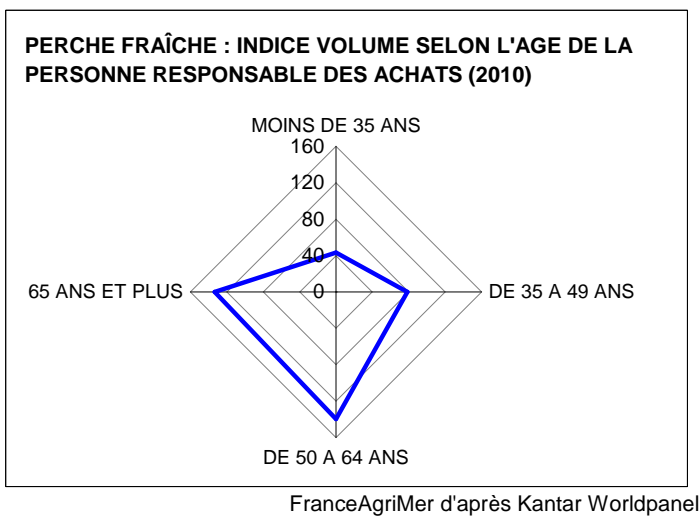 PERCHE FRAÎCHE : INDICE VOLUME SELON L'AGE DE LA
PERSONNE RESPONSABLE DES ACHATS (2010)
MOINS DE 35 ANS
160
120
80
40
0
65 ANS ET PLUS
DE 35 A 49 ANS
DE 50 A 64 ANS
FranceAgriMer d'après Kantar Worldpanel